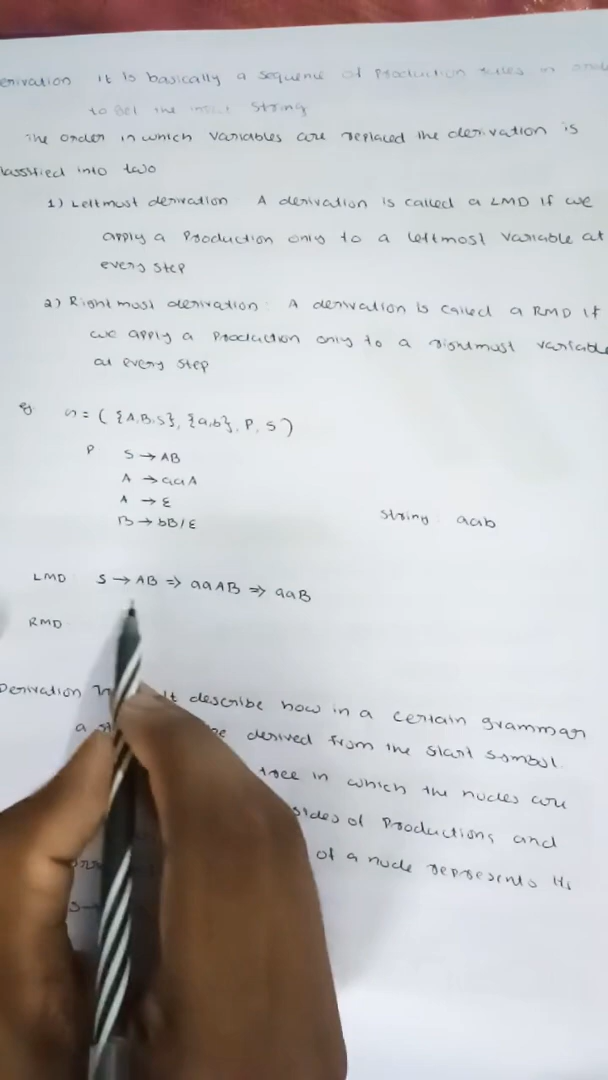 erivation It is basically a sequence of Production rules in orde
to Get the string
The order in which variables are replaced the derivation is
lassified into two
1) Leftmost derivation A derivation is called a LMD if we
apply a Production only to a leftmost variable at
every step
2) Rightmost derivation: A derivation is called a RMD if
we apply a Production only to a rightmost variable
at every step
eg G = ( {A,B,S}, {a,b}, P, S )
P S → AB
A → aaA
A → ε
B → bB/ε
String aab
LMD S → AB ⇒ aaAB ⇒ aaB
RMD
Derivation It describe how in a certain grammar
a derived from the start symbol.
tree in which the nodes are
sides of Productions and
of a node represents its
S→